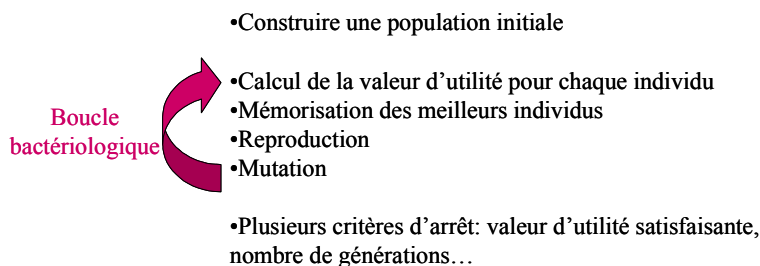 •Construire une population initiale
•Calcul de la valeur d’utilité pour chaque individu
•Mémorisation des meilleurs individus
•Reproduction
•Mutation
Boucle
bactériologique
•Plusieurs critères d’arrêt: valeur d’utilité satisfaisante,
nombre de générations…